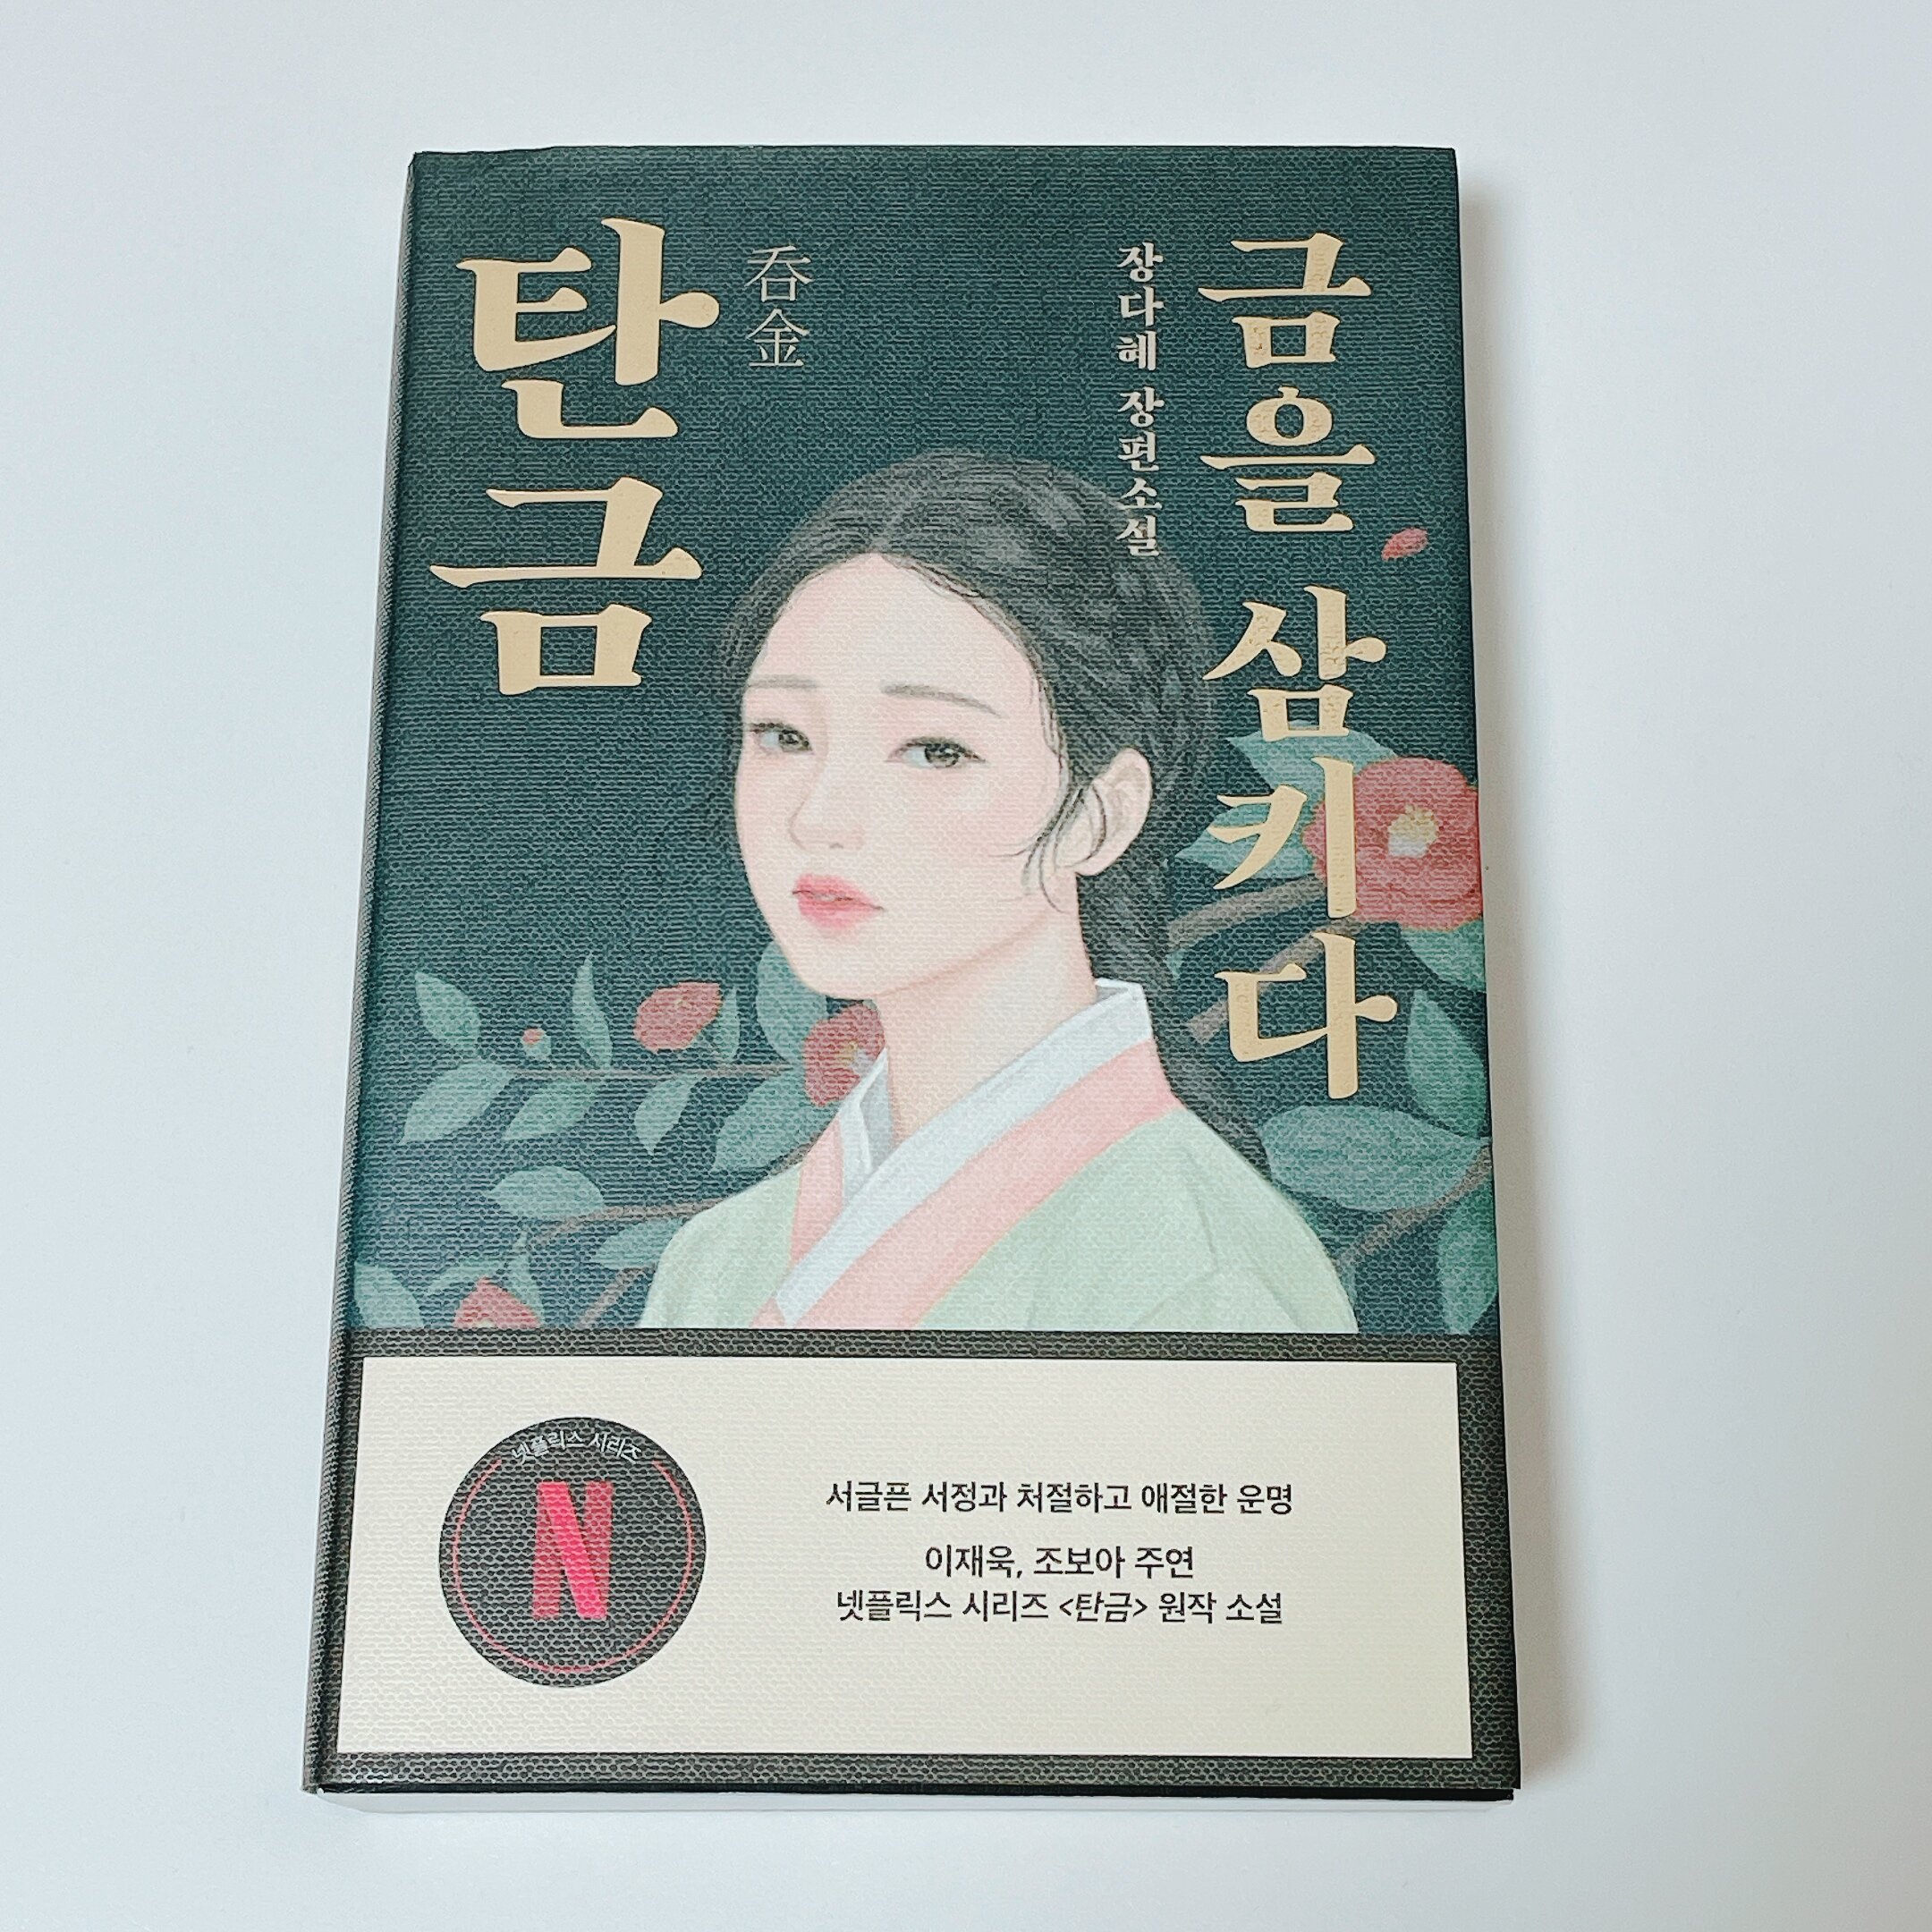 탄금
呑金
장다혜 장편소설
금을 삼키다
넷플릭스 시리즈
N
서글픈 서정과 처절하고 애절한 운명
이재욱, 조보아 주연
넷플릭스 시리즈 <탄금> 원작 소설